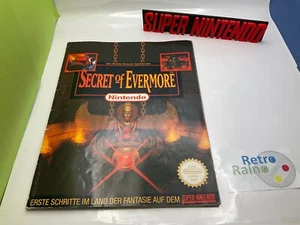 SUPER NINTENDO
SECRET OF EVERMORE
Nintendo
ERSTE SCHRITTE IM LAND DER FANTASIE AUF DEM SUPER NINTENDO
Retro
Raino